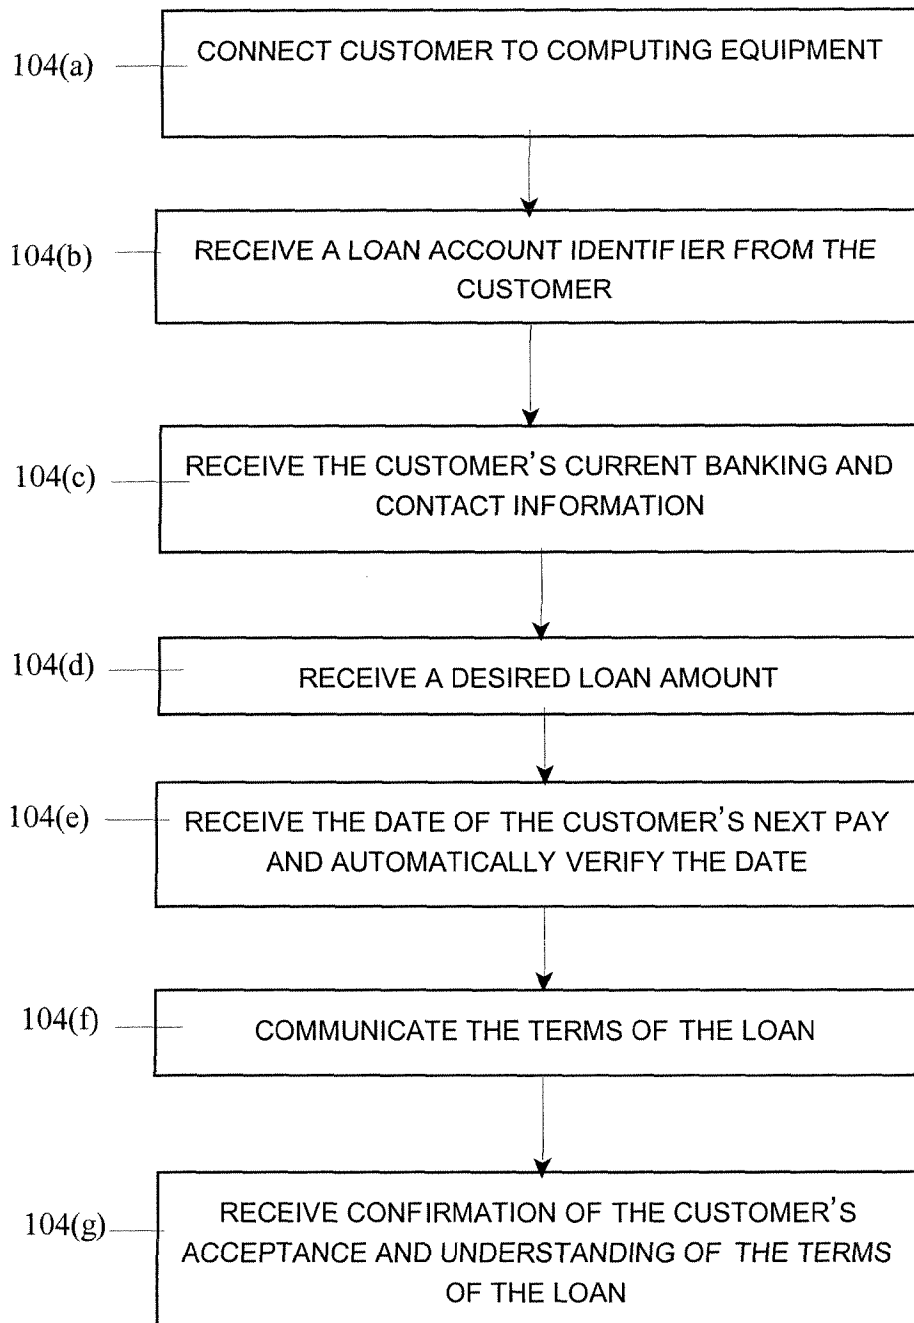 104(a)
CONNECT CUSTOMER TO COMPUTING EQUIPMENT
104(b)
RECEIVE A LOAN ACCOUNT IDENTIFIER FROM THE
CUSTOMER
104(c)
RECEIVE THE CUSTOMER'S CURRENT BANKING AND
CONTACT INFORMATION
104(d)
RECEIVE A DESIRED LOAN AMOUNT
104(e)
RECEIVE THE DATE OF THE CUSTOMER'S NEXT PAY
AND AUTOMATICALLY VERIFY THE DATE
104(f)
COMMUNICATE THE TERMS OF THE LOAN
104(g)
RECEIVE CONFIRMATION OF THE CUSTOMER'S
ACCEPTANCE AND UNDERSTANDING OF THE TERMS
OF THE LOAN